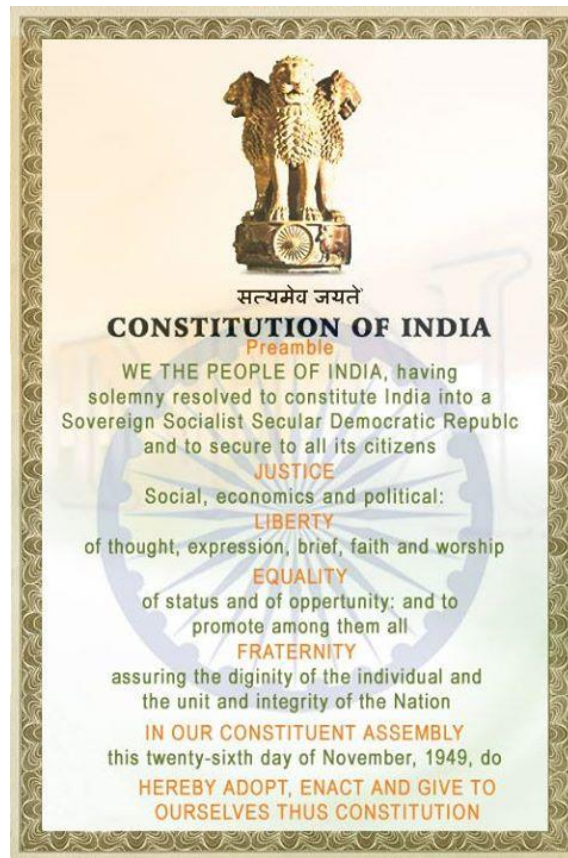 सत्यमेव जयते
CONSTITUTION OF INDIA
Preamble
WE THE PEOPLE OF INDIA, having
solemny resolved to constitute India into a
Sovereign Socialist Secular Democratic Republc
and to secure to all its citizens
JUSTICE
Social, economics and political:
LIBERTY
of thought, expression, brief, faith and worship
EQUALITY
of status and of oppertunity: and to
promote among them all
FRATERNITY
assuring the diginity of the individual and
the unit and integrity of the Nation
IN OUR CONSTITUENT ASSEMBLY
this twenty-sixth day of November, 1949, do
HEREBY ADOPT, ENACT AND GIVE TO
OURSELVES THUS CONSTITUTION